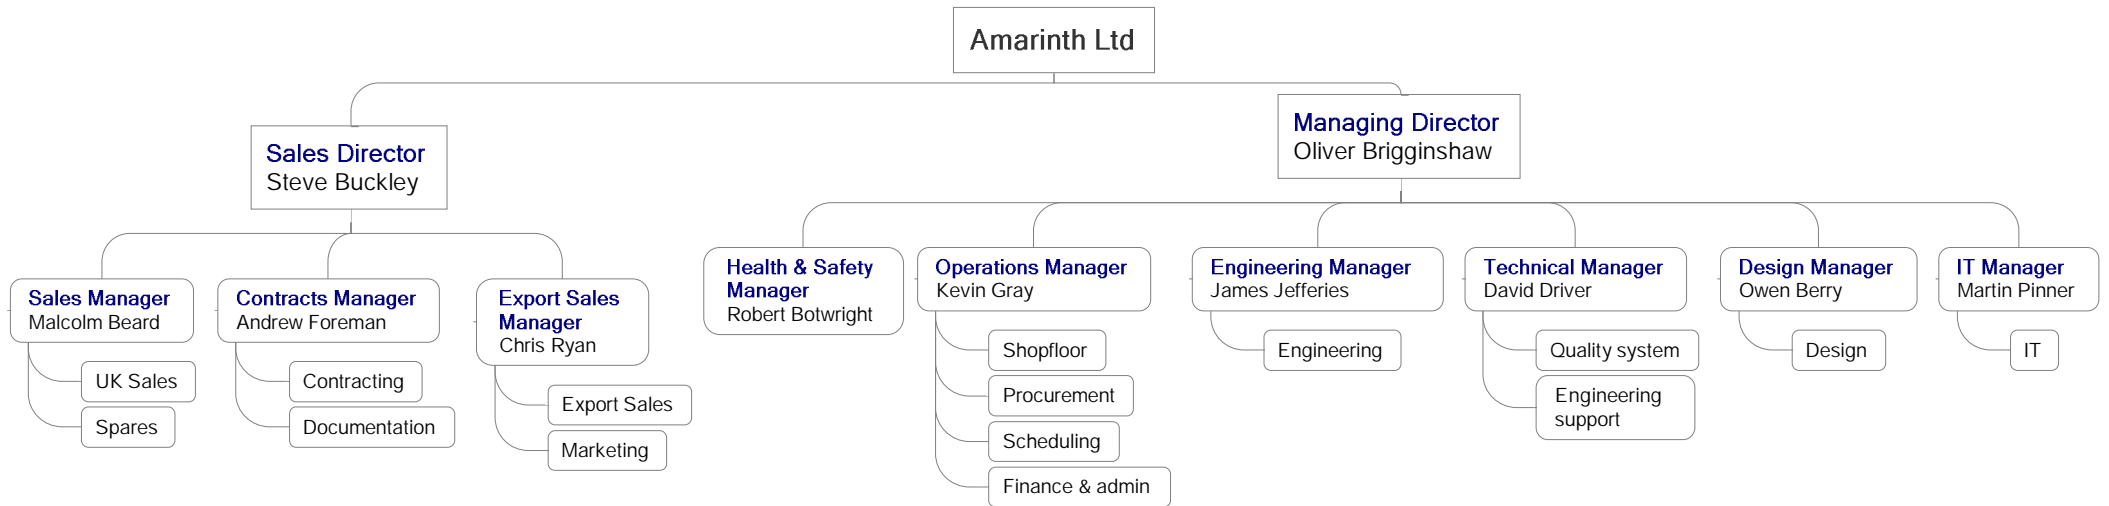 Amarinth Ltd
Sales Director
Steve Buckley
Managing Director
Oliver Brigginshaw
Sales Manager
Malcolm Beard
UK Sales
Spares
Contracts Manager
Andrew Foreman
Contracting
Documentation
Export Sales
Manager
Chris Ryan
Export Sales
Marketing
Health & Safety
Manager
Robert Botwright
Operations Manager
Kevin Gray
Shopfloor
Procurement
Scheduling
Finance & admin
Engineering Manager
James Jefferies
Engineering
Technical Manager
David Driver
Quality system
Engineering
support
Design Manager
Owen Berry
Design
IT Manager
Martin Pinner
IT